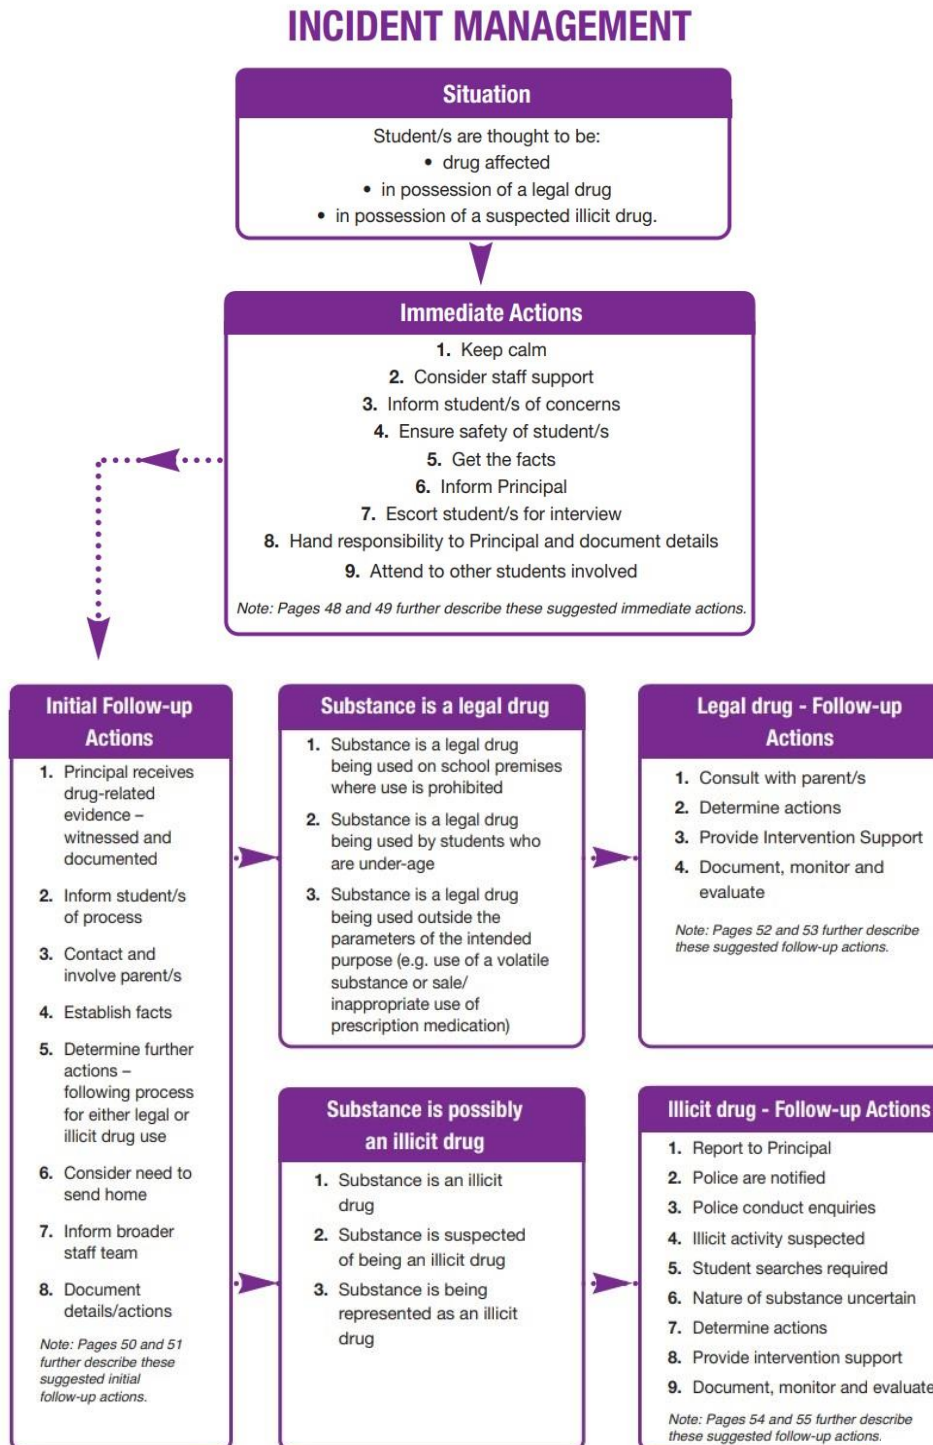 INCIDENT MANAGEMENT
Situation
Student/s are thought to be:
• drug affected
• in possession of a legal drug
• in possession of a suspected illicit drug.
Immediate Actions
1. Keep calm
2. Consider staff support
3. Inform student/s of concerns
4. Ensure safety of student/s
5. Get the facts
6. Inform Principal
7. Escort student/s for interview
8. Hand responsibility to Principal and document details
9. Attend to other students involved
Note: Pages 48 and 49 further describe these suggested immediate actions.
Initial Follow-up
Actions
1. Principal receives
drug-related
evidence –
witnessed and
documented
2. Inform student/s
of process
3. Contact and
involve parent/s
4. Establish facts
5. Determine further
actions –
following process
for either legal or
illicit drug use
6. Consider need to
send home
7. Inform broader
staff team
8. Document
details/actions
Note: Pages 50 and 51
further describe these
suggested initial
follow-up actions.
Substance is a legal drug
1. Substance is a legal drug
being used on school premises
where use is prohibited
2. Substance is a legal drug
being used by students who
are under-age
3. Substance is a legal drug
being used outside the
parameters of the intended
purpose (e.g. use of a volatile
substance or sale/
inappropriate use of
prescription medication)
Legal drug - Follow-up
Actions
1. Consult with parent/s
2. Determine actions
3. Provide Intervention Support
4. Document, monitor and
evaluate
Note: Pages 52 and 53 further describe
these suggested follow-up actions.
Substance is possibly
an illicit drug
1. Substance is an illicit
drug
2. Substance is suspected
of being an illicit drug
3. Substance is being
represented as an illicit
drug
Illicit drug - Follow-up Actions
1. Report to Principal
2. Police are notified
3. Police conduct enquiries
4. Illicit activity suspected
5. Student searches required
6. Nature of substance uncertain
7. Determine actions
8. Provide intervention support
9. Document, monitor and evaluate
Note: Pages 54 and 55 further describe
these suggested follow-up actions.